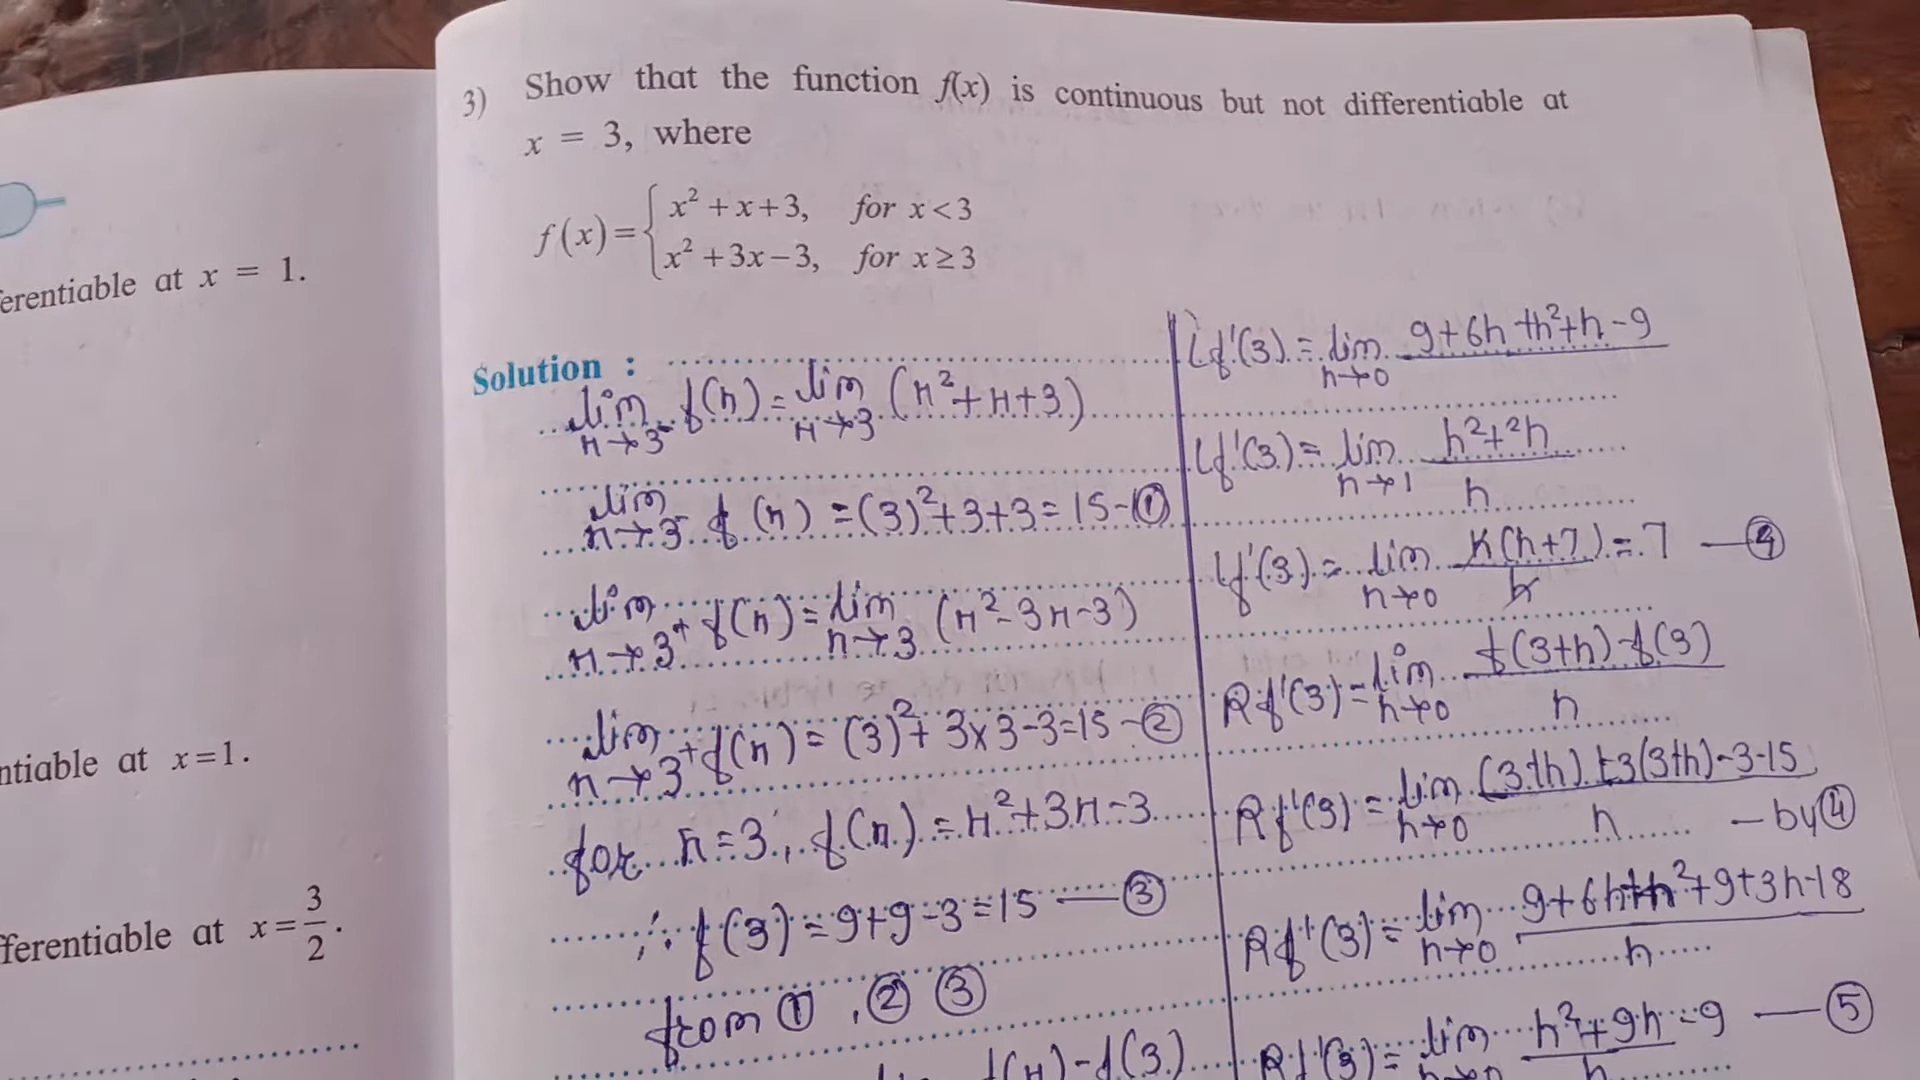 erentiable at x = 1.
ntiable at x=1.
fferentiable at x=3/2.
3) Show that the function f(x) is continuous but not differentiable at
x = 3, where
f(x)={ x² +x+3, for x<3
x² +3x−3, for x≥3
Solution :
lim x→3⁻ f(x) = lim x→3 (x²+x+3)
lim x→3⁻ f(x) = (3)²+3+3=15-①
lim x→3⁺ f(x) = lim x→3 (x²-3x-3)
lim x→3⁺ f(x) = (3)²+3×3-3=15-②
for x=3, f(x) = x²+3x-3
∴ f(3)=9+9-3=15 —③
from ①, ② ③
f(x)-f(3)
Lf'(3) = lim h→0 9+6h+h²+h-9
Lf'(3) = lim h→1 h²+2h / h
Lf'(3) = lim h→0 h(h+7) / h = 7 —④
Rf'(3) = lim h→0 f(3+h)-f(3) / h
Rf'(3) = lim h→0 (3+h)+3(3+h)-3-15 / h - by④
Rf'(3) = lim h→0 9+6h+h²+9+3h-18 / h
Rf'(3) = lim h→0 h²+9h / h = 9 —⑤